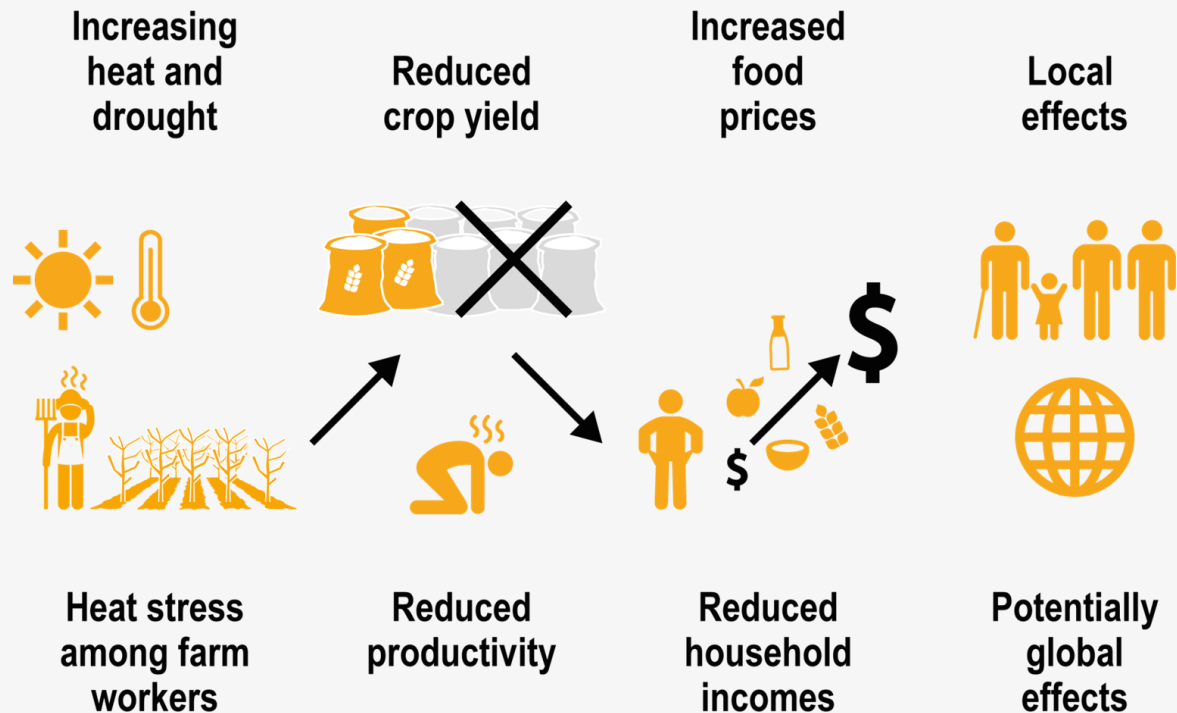 Increasing
heat and
drought
Reduced
crop yield
Increased
food
prices
Local
effects
$
$
Heat stress
among farm
workers
Reduced
productivity
Reduced
household
incomes
Potentially
global
effects